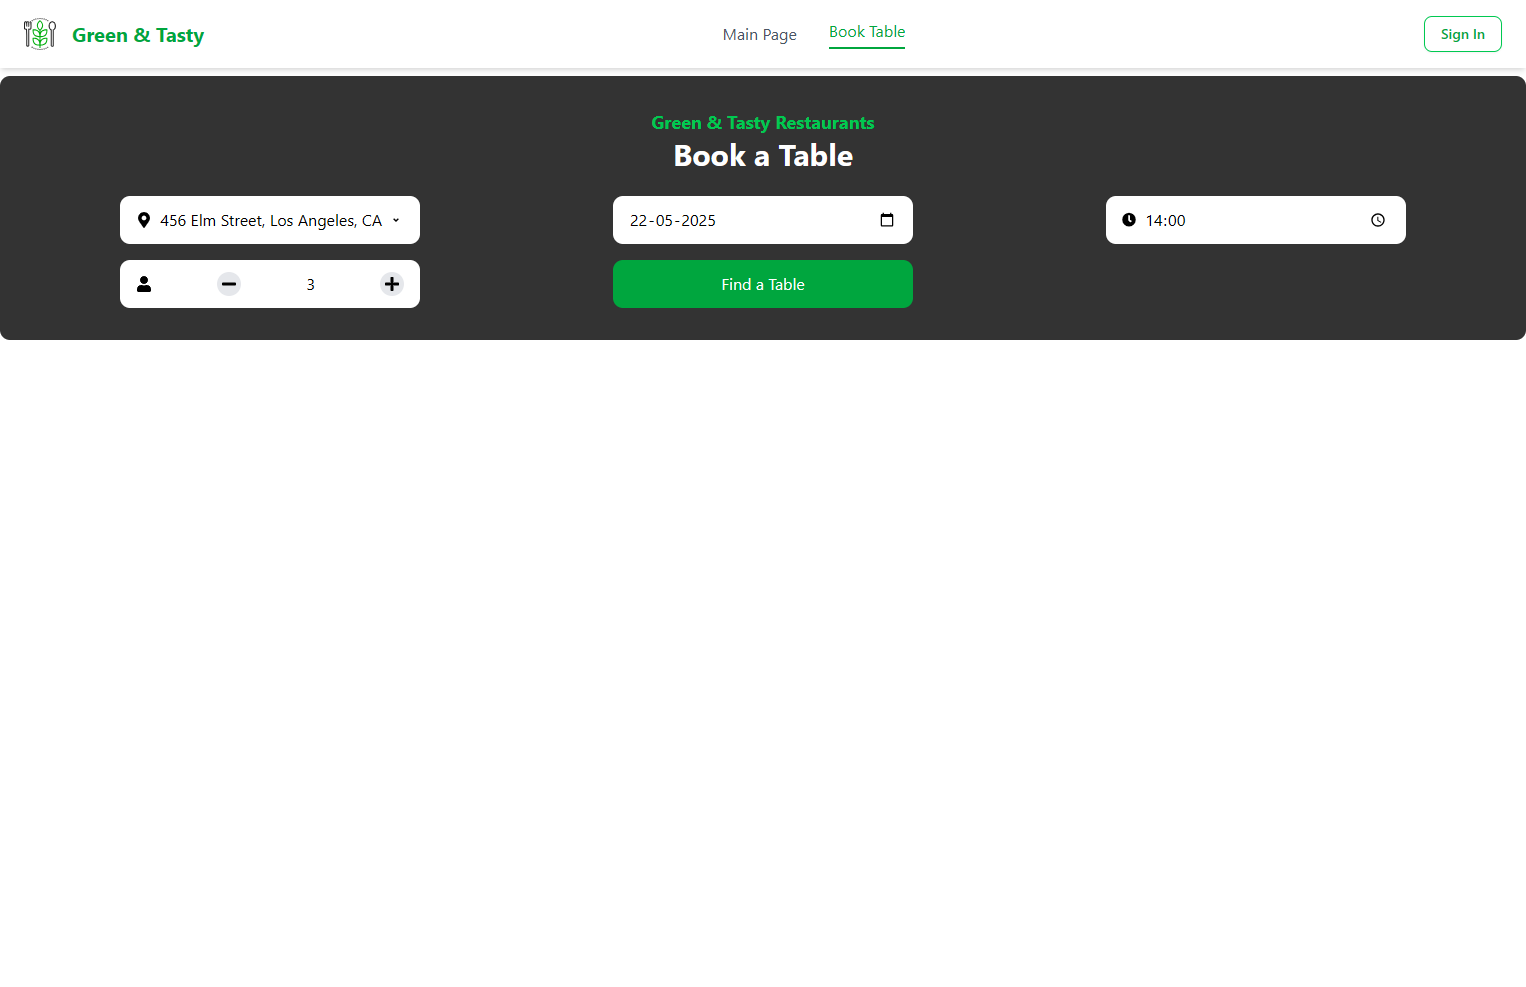 Green & Tasty
Main Page
Book Table
Sign In
Green & Tasty Restaurants
Book a Table
456 Elm Street, Los Angeles, CA
22-05-2025
14:00
3
Find a Table